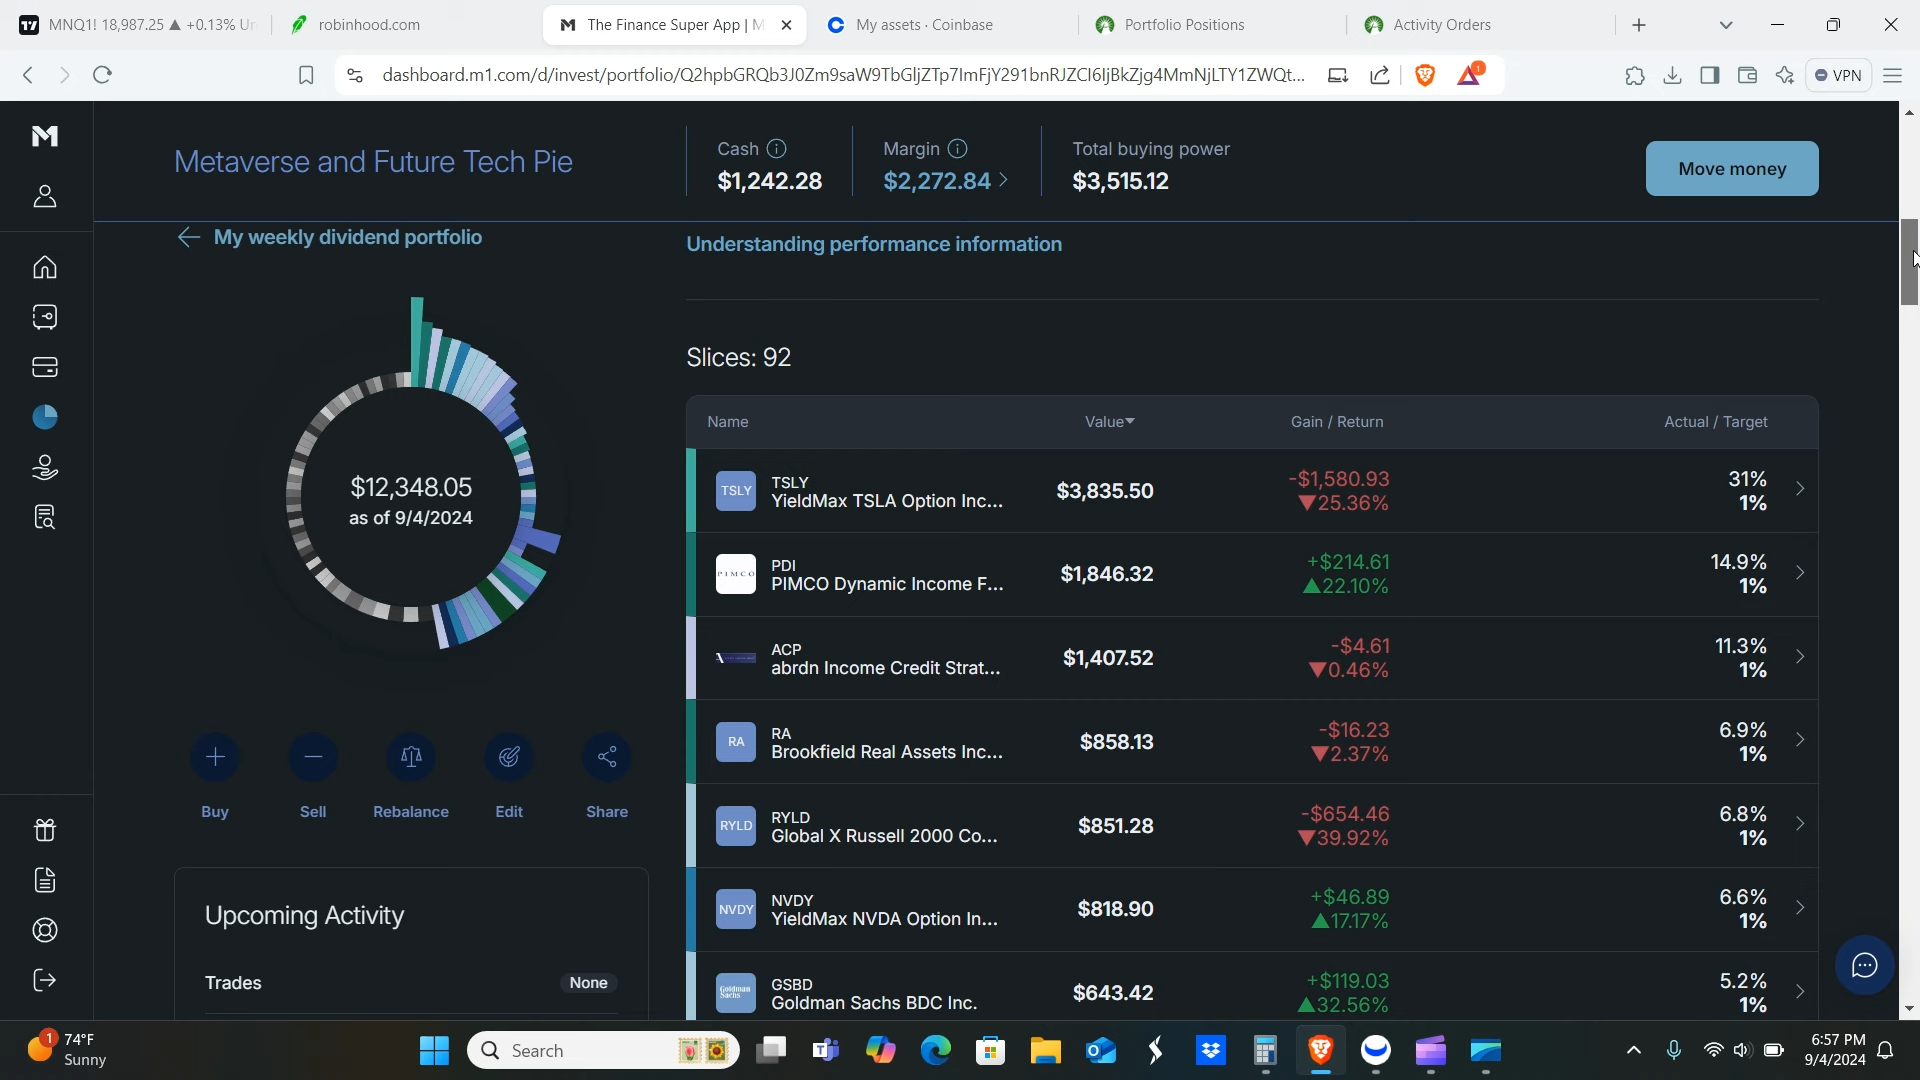 MNQ1! 18,987.25 ▲ +0.13% Un
robinhood.com
The Finance Super App | M
My assets · Coinbase
Portfolio Positions
Activity Orders
dashboard.m1.com/d/invest/portfolio/Q2hpbGRQb3J0Zm9saW9TbGljZTp7ImFjY291bnRJZCI6IjBkZjg4MmNjLTY1ZWQt...
1
VPN
Metaverse and Future Tech Pie
Cash
$1,242.28
Margin
$2,272.84
Total buying power
$3,515.12
Move money
My weekly dividend portfolio
$12,348.05
as of 9/4/2024
Buy
Sell
Rebalance
Edit
Share
Upcoming Activity
Trades
None
Understanding performance information
Slices: 92
Name
Value▼
Gain / Return
Actual / Target
TSLY
TSLY
YieldMax TSLA Option Inc...
$3,835.50
-$1,580.93
▼25.36%
31%
1%
PIMCO
PDI
PIMCO Dynamic Income F...
$1,846.32
+$214.61
▲22.10%
14.9%
1%
ACP
abrdn Income Credit Strat...
$1,407.52
-$4.61
▼0.46%
11.3%
1%
RA
RA
Brookfield Real Assets Inc...
$858.13
-$16.23
▼2.37%
6.9%
1%
RYLD
RYLD
Global X Russell 2000 Co...
$851.28
-$654.46
▼39.92%
6.8%
1%
NVDY
NVDY
YieldMax NVDA Option In...
$818.90
+$46.89
▲17.17%
6.6%
1%
Goldman
Sachs
GSBD
Goldman Sachs BDC Inc.
$643.42
+$119.03
▲32.56%
5.2%
1%
1
74°F
Sunny
Search
6:57 PM
9/4/2024